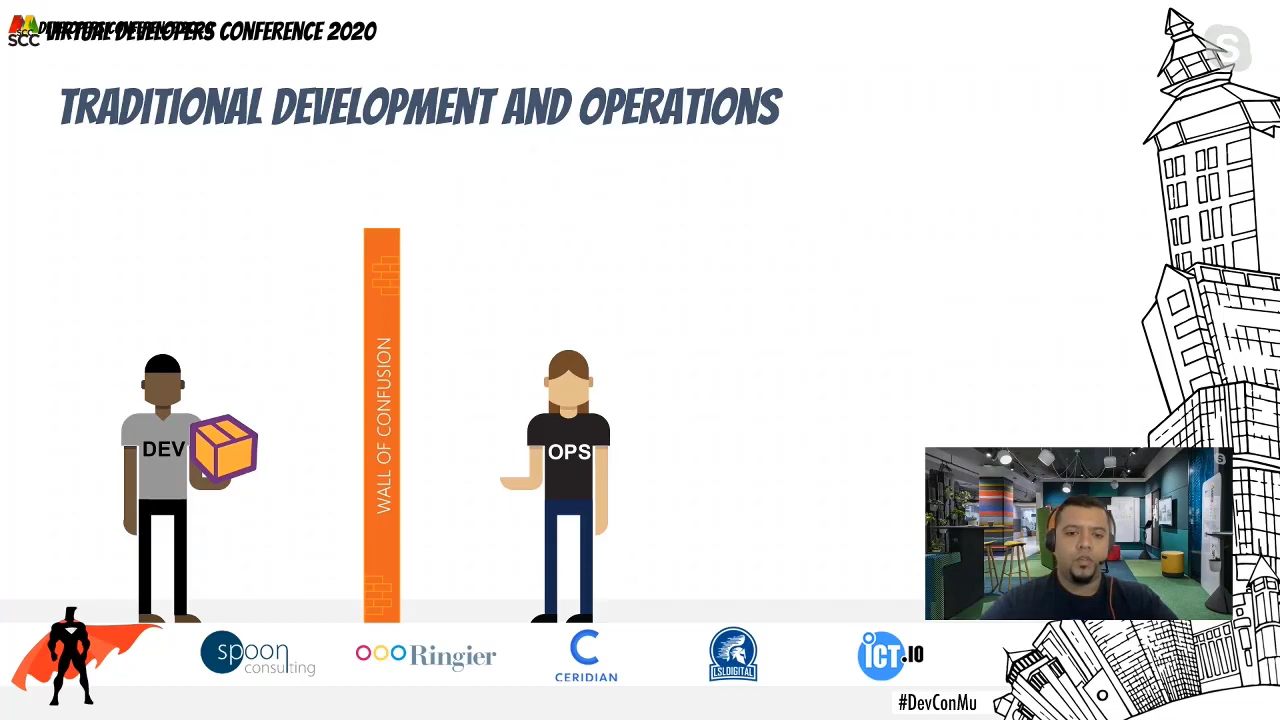 SCC
VIRTUAL DEVELOPERS CONFERENCE 2020
S
TRADITIONAL DEVELOPMENT AND OPERATIONS
WALL OF CONFUSION
DEV
OPS
S
spoon
consulting
Ringier
CERIDIAN
LSLDIGITAL
iCT.IO
#DevConMu